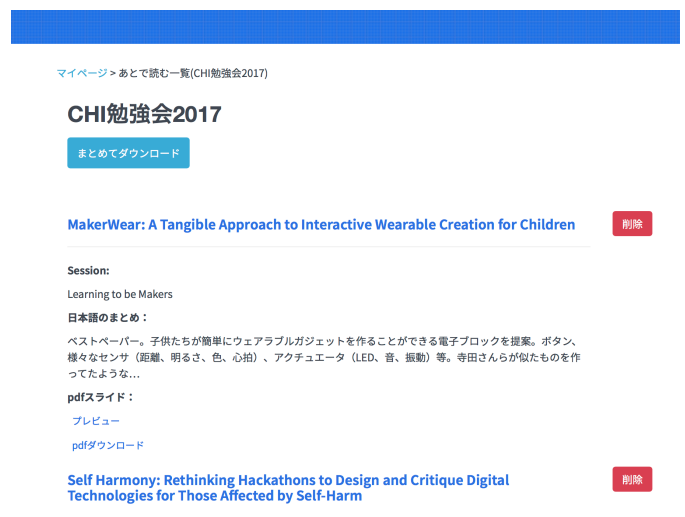 マイページ > あとで読む一覧(CHI勉強会2017)
CHI勉強会2017
まとめてダウンロード
MakerWear: A Tangible Approach to Interactive Wearable Creation for Children
削除
Session:
Learning to be Makers
日本語のまとめ：
ベストペーパー。子供たちが簡単にウェアラブルガジェットを作ることができる電子ブロックを提案。ボタン、
様々なセンサ（距離、明るさ、色、心拍）、アクチュエータ（LED、音、振動）等。寺田さんらが似たものを作
ってたような…
pdfスライド：
プレビュー
pdfダウンロード
Self Harmony: Rethinking Hackathons to Design and Critique Digital
Technologies for Those Affected by Self-Harm
削除